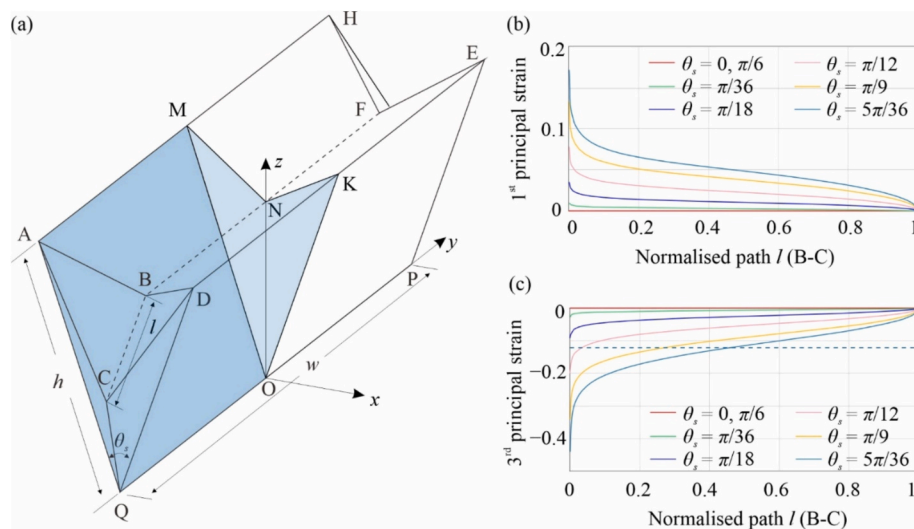 (a)
H
E
M
F
z
K
N
A
y
B
D
P
l
w
C
h
O
x
θs
Q
(b)
0.2
θs = 0, π/6
θs = π/12
θs = π/36
θs = π/9
θs = π/18
θs = 5π/36
0.1
1st principal strain
0
0 0.2 0.4 0.6 0.8 1
Normalised path l (B-C)
(c)
0
−0.2
3rd principal strain
θs = 0, π/6
θs = π/12
θs = π/36
θs = π/9
−0.4
θs = π/18
θs = 5π/36
0 0.2 0.4 0.6 0.8 1
Normalised path l (B-C)